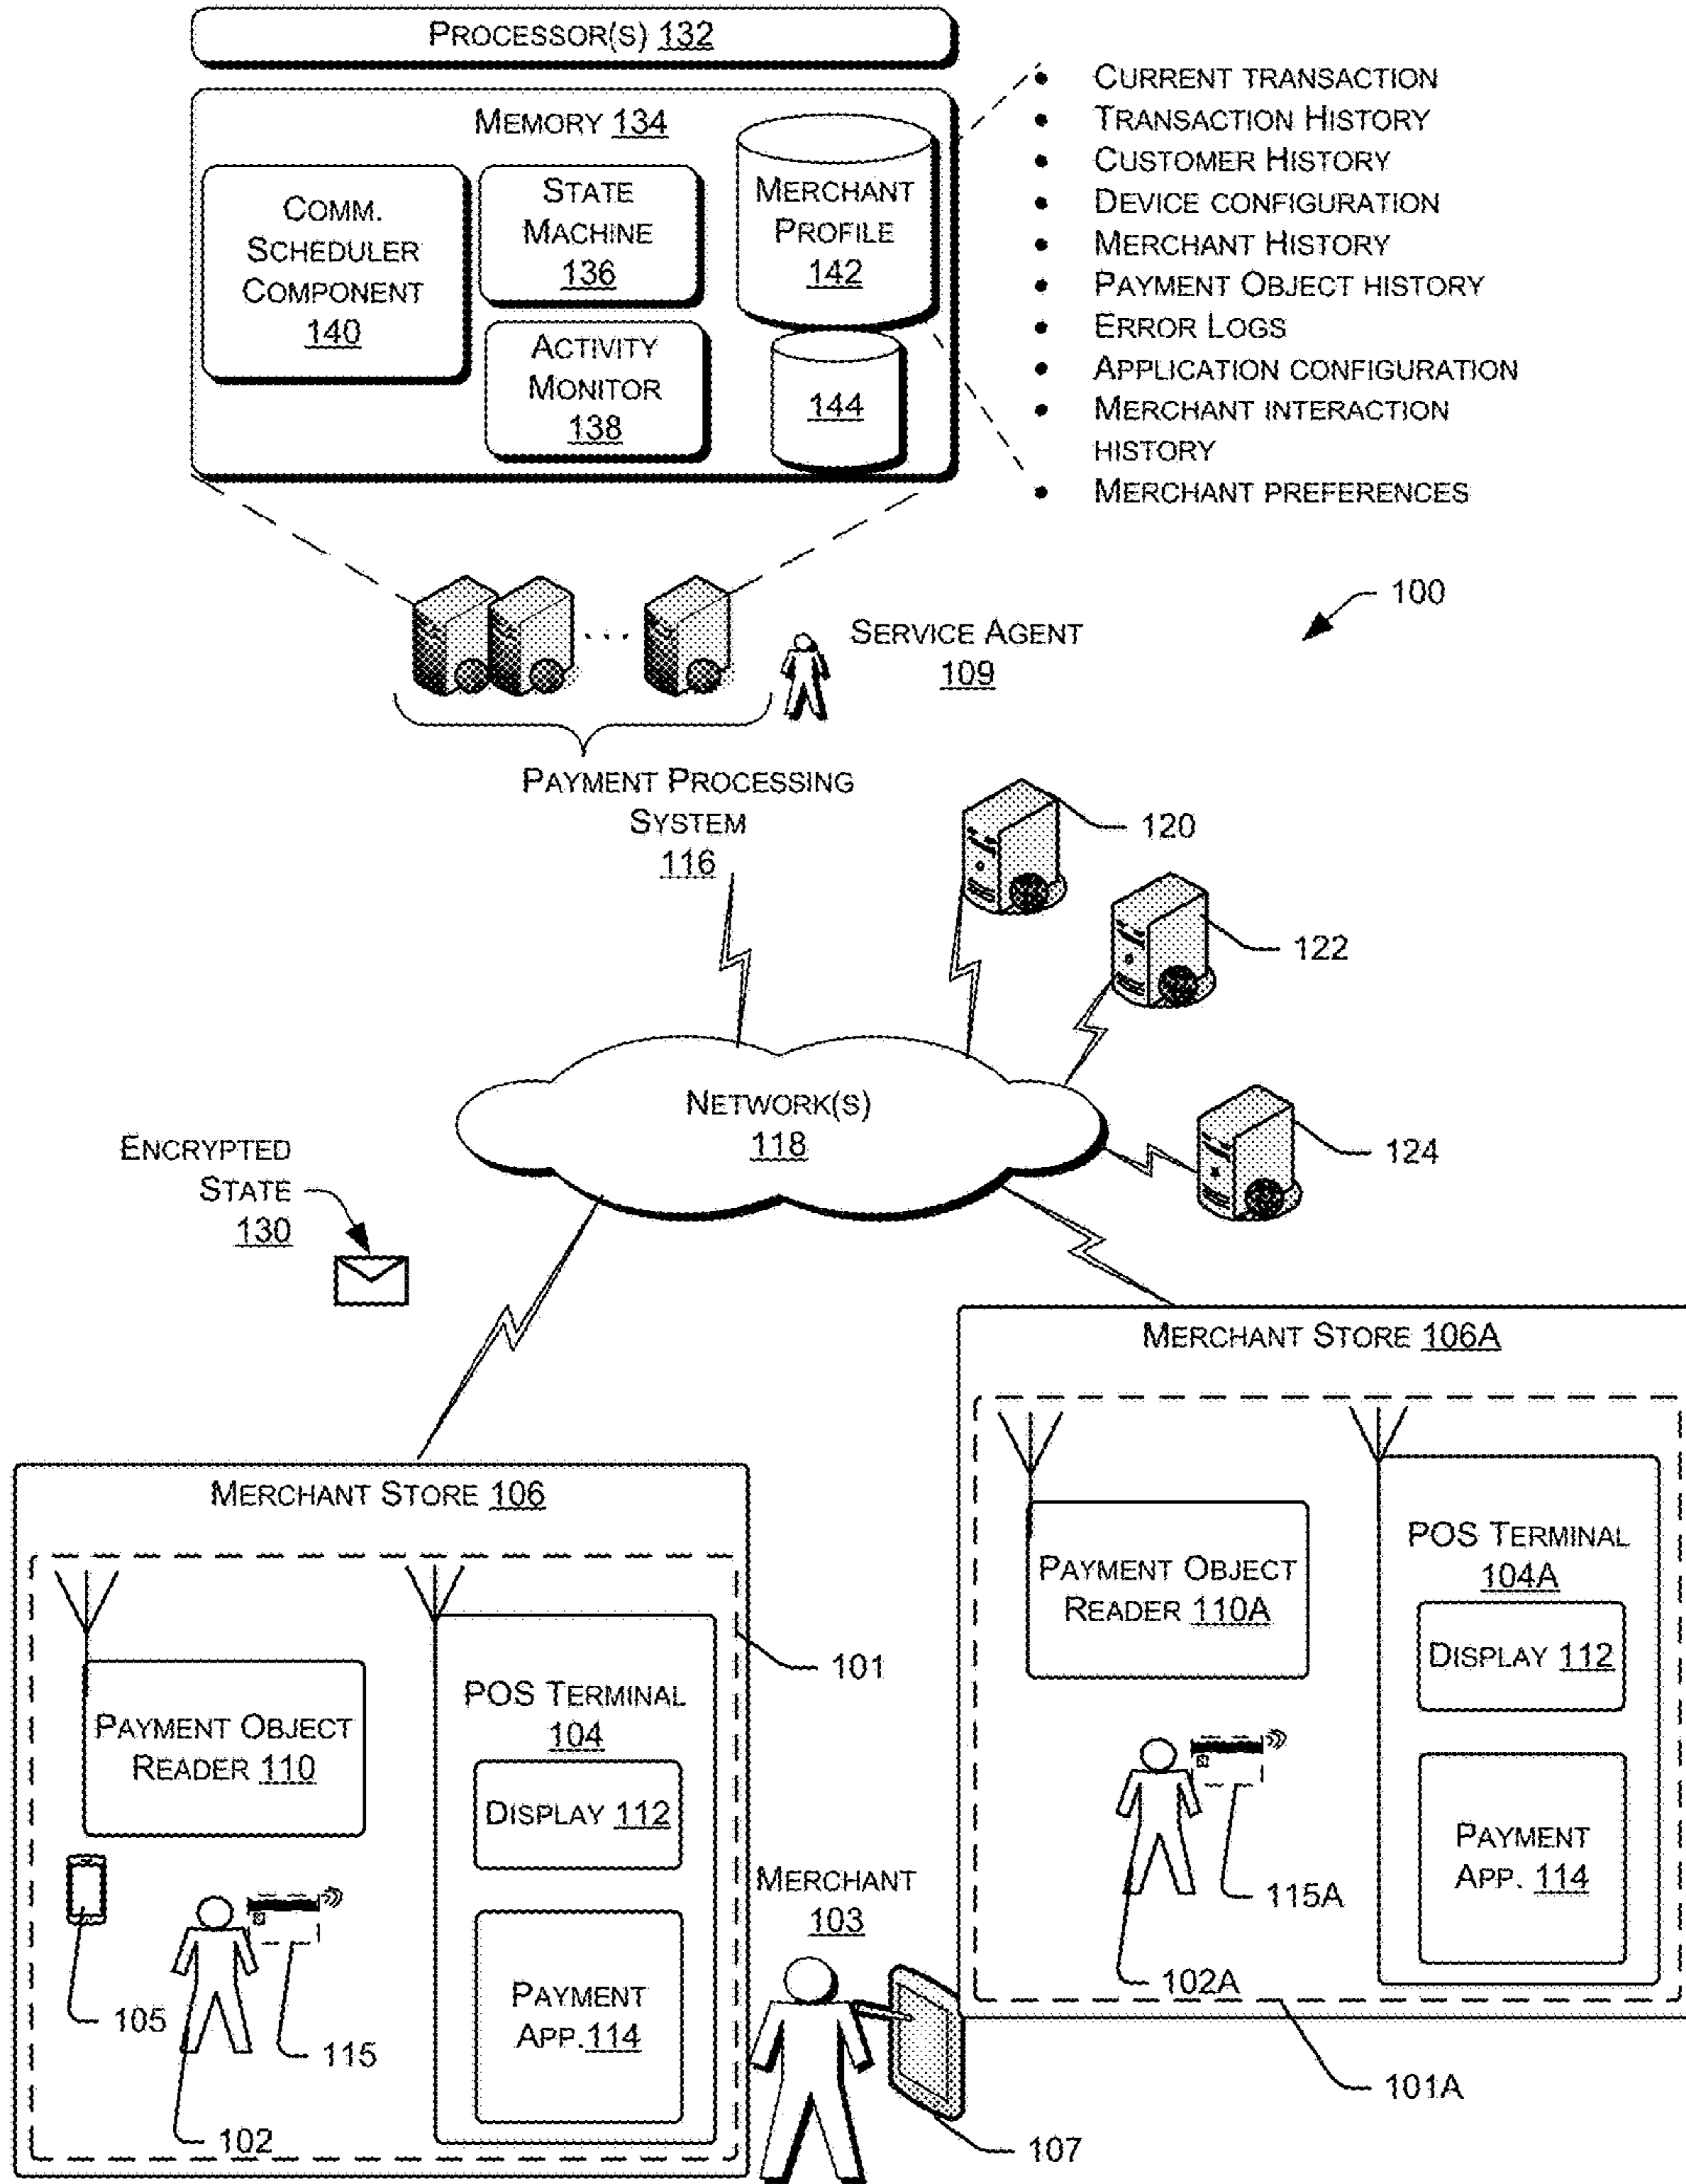 PROCESSOR(S) 132
MEMORY 134
COMM.
SCHEDULER
COMPONENT
140
STATE
MACHINE
136
ACTIVITY
MONITOR
138
MERCHANT
PROFILE
142
144
• CURRENT TRANSACTION
• TRANSACTION HISTORY
• CUSTOMER HISTORY
• DEVICE CONFIGURATION
• MERCHANT HISTORY
• PAYMENT OBJECT HISTORY
• ERROR LOGS
• APPLICATION CONFIGURATION
• MERCHANT INTERACTION
HISTORY
• MERCHANT PREFERENCES
100
SERVICE AGENT
109
PAYMENT PROCESSING
SYSTEM
116
120
122
124
NETWORK(S)
118
ENCRYPTED
STATE
130
MERCHANT STORE 106
PAYMENT OBJECT
READER 110
POS TERMINAL
104
DISPLAY 112
PAYMENT
APP.114
101
105
115
102
MERCHANT
103
107
MERCHANT STORE 106A
PAYMENT OBJECT
READER 110A
POS TERMINAL
104A
DISPLAY 112
PAYMENT
APP. 114
115A
102A
101A